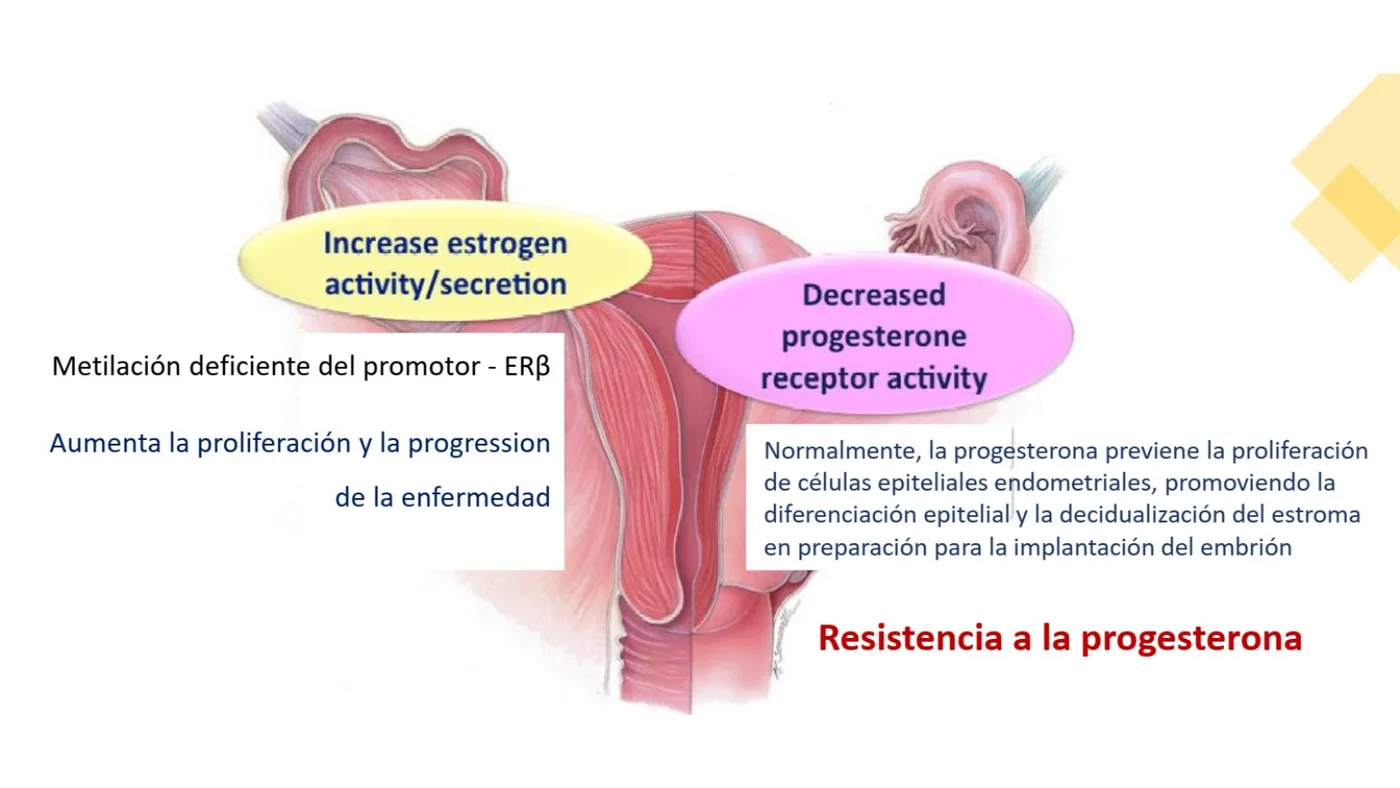 Increase estrogen
activity/secretion
Metilación deficiente del promotor - ERβ
Aumenta la proliferación y la progression
de la enfermedad
Decreased
progesterone
receptor activity
Normalmente, la progesterona previene la proliferación
de células epiteliales endometriales, promoviendo la
diferenciación epitelial y la decidualización del estroma
en preparación para la implantación del embrión
Resistencia a la progesterona